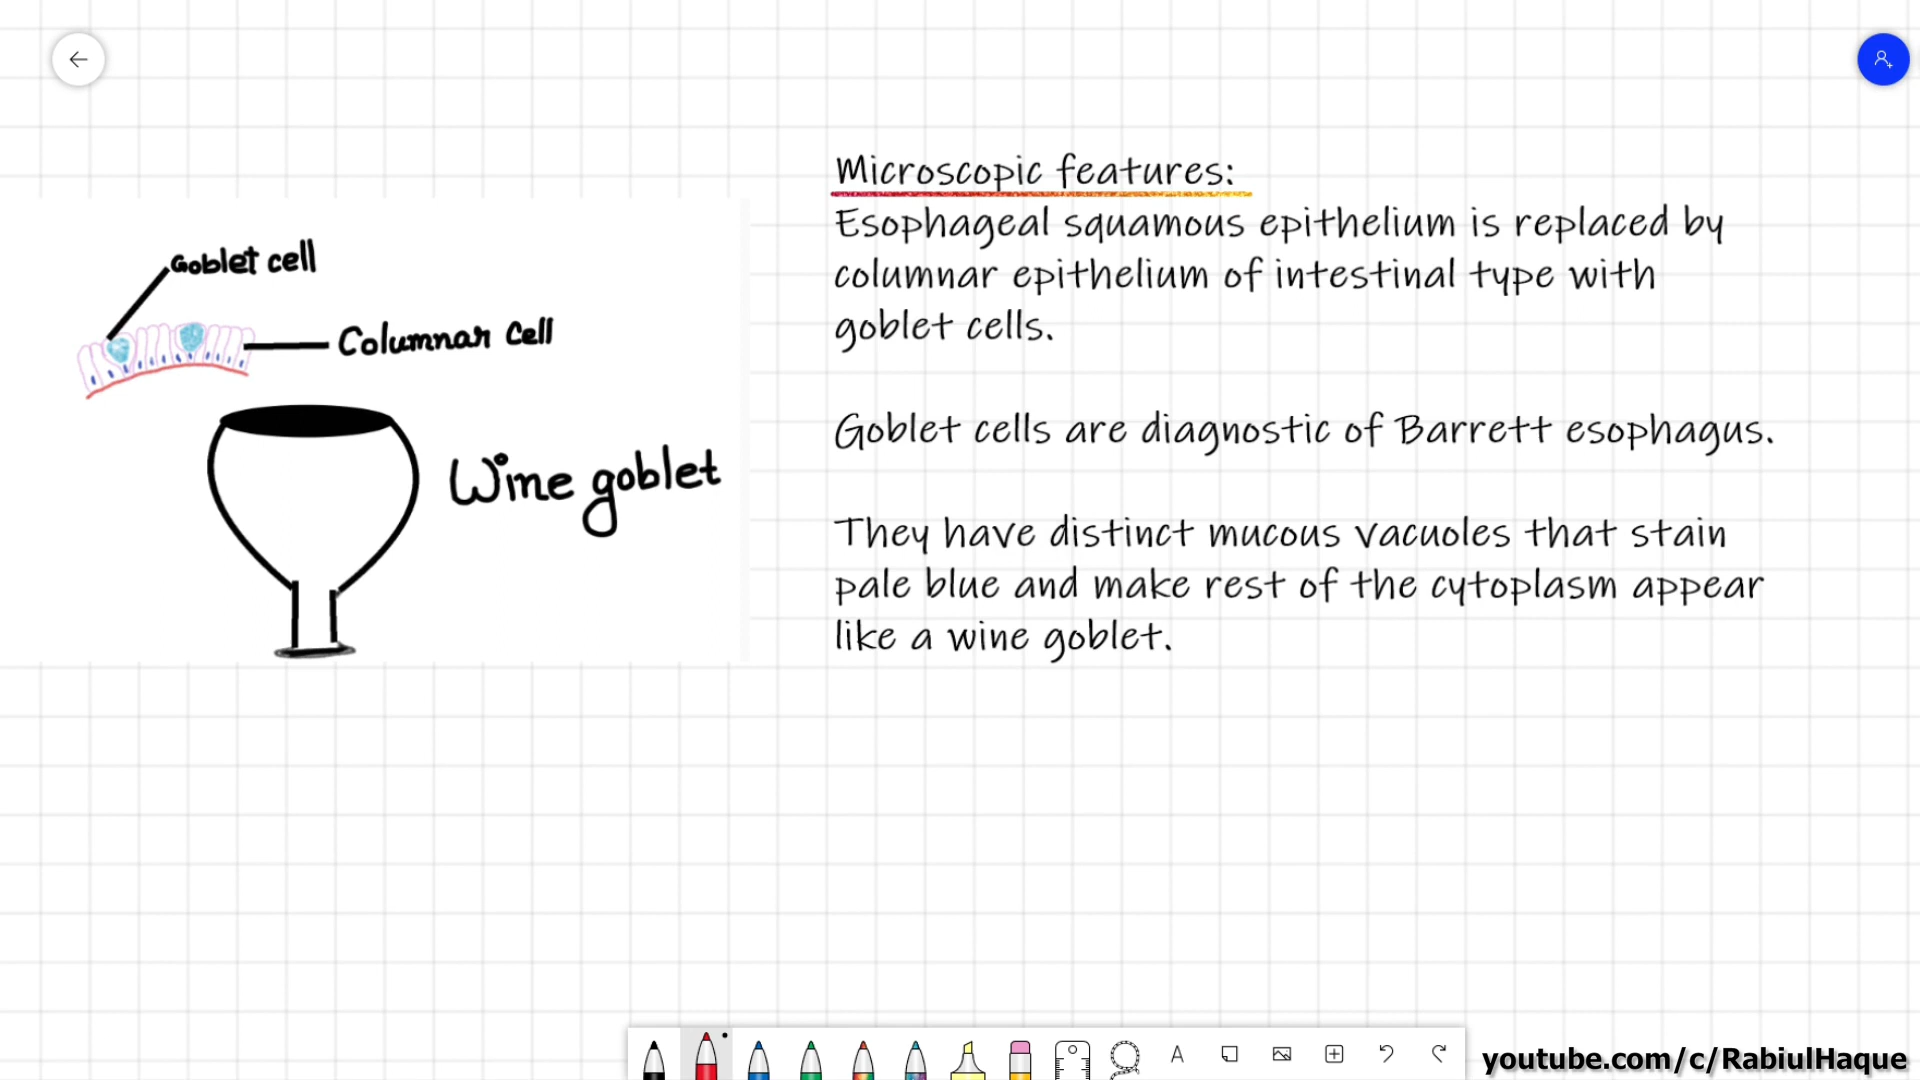 Microscopic features:
Esophageal squamous epithelium is replaced by
columnar epithelium of intestinal type with
goblet cells.
Goblet cells are diagnostic of Barrett esophagus.
They have distinct mucous vacuoles that stain
pale blue and make rest of the cytoplasm appear
like a wine goblet.
Goblet cell
Columnar cell
Wine goblet
A
youtube.com/c/RabiulHaque